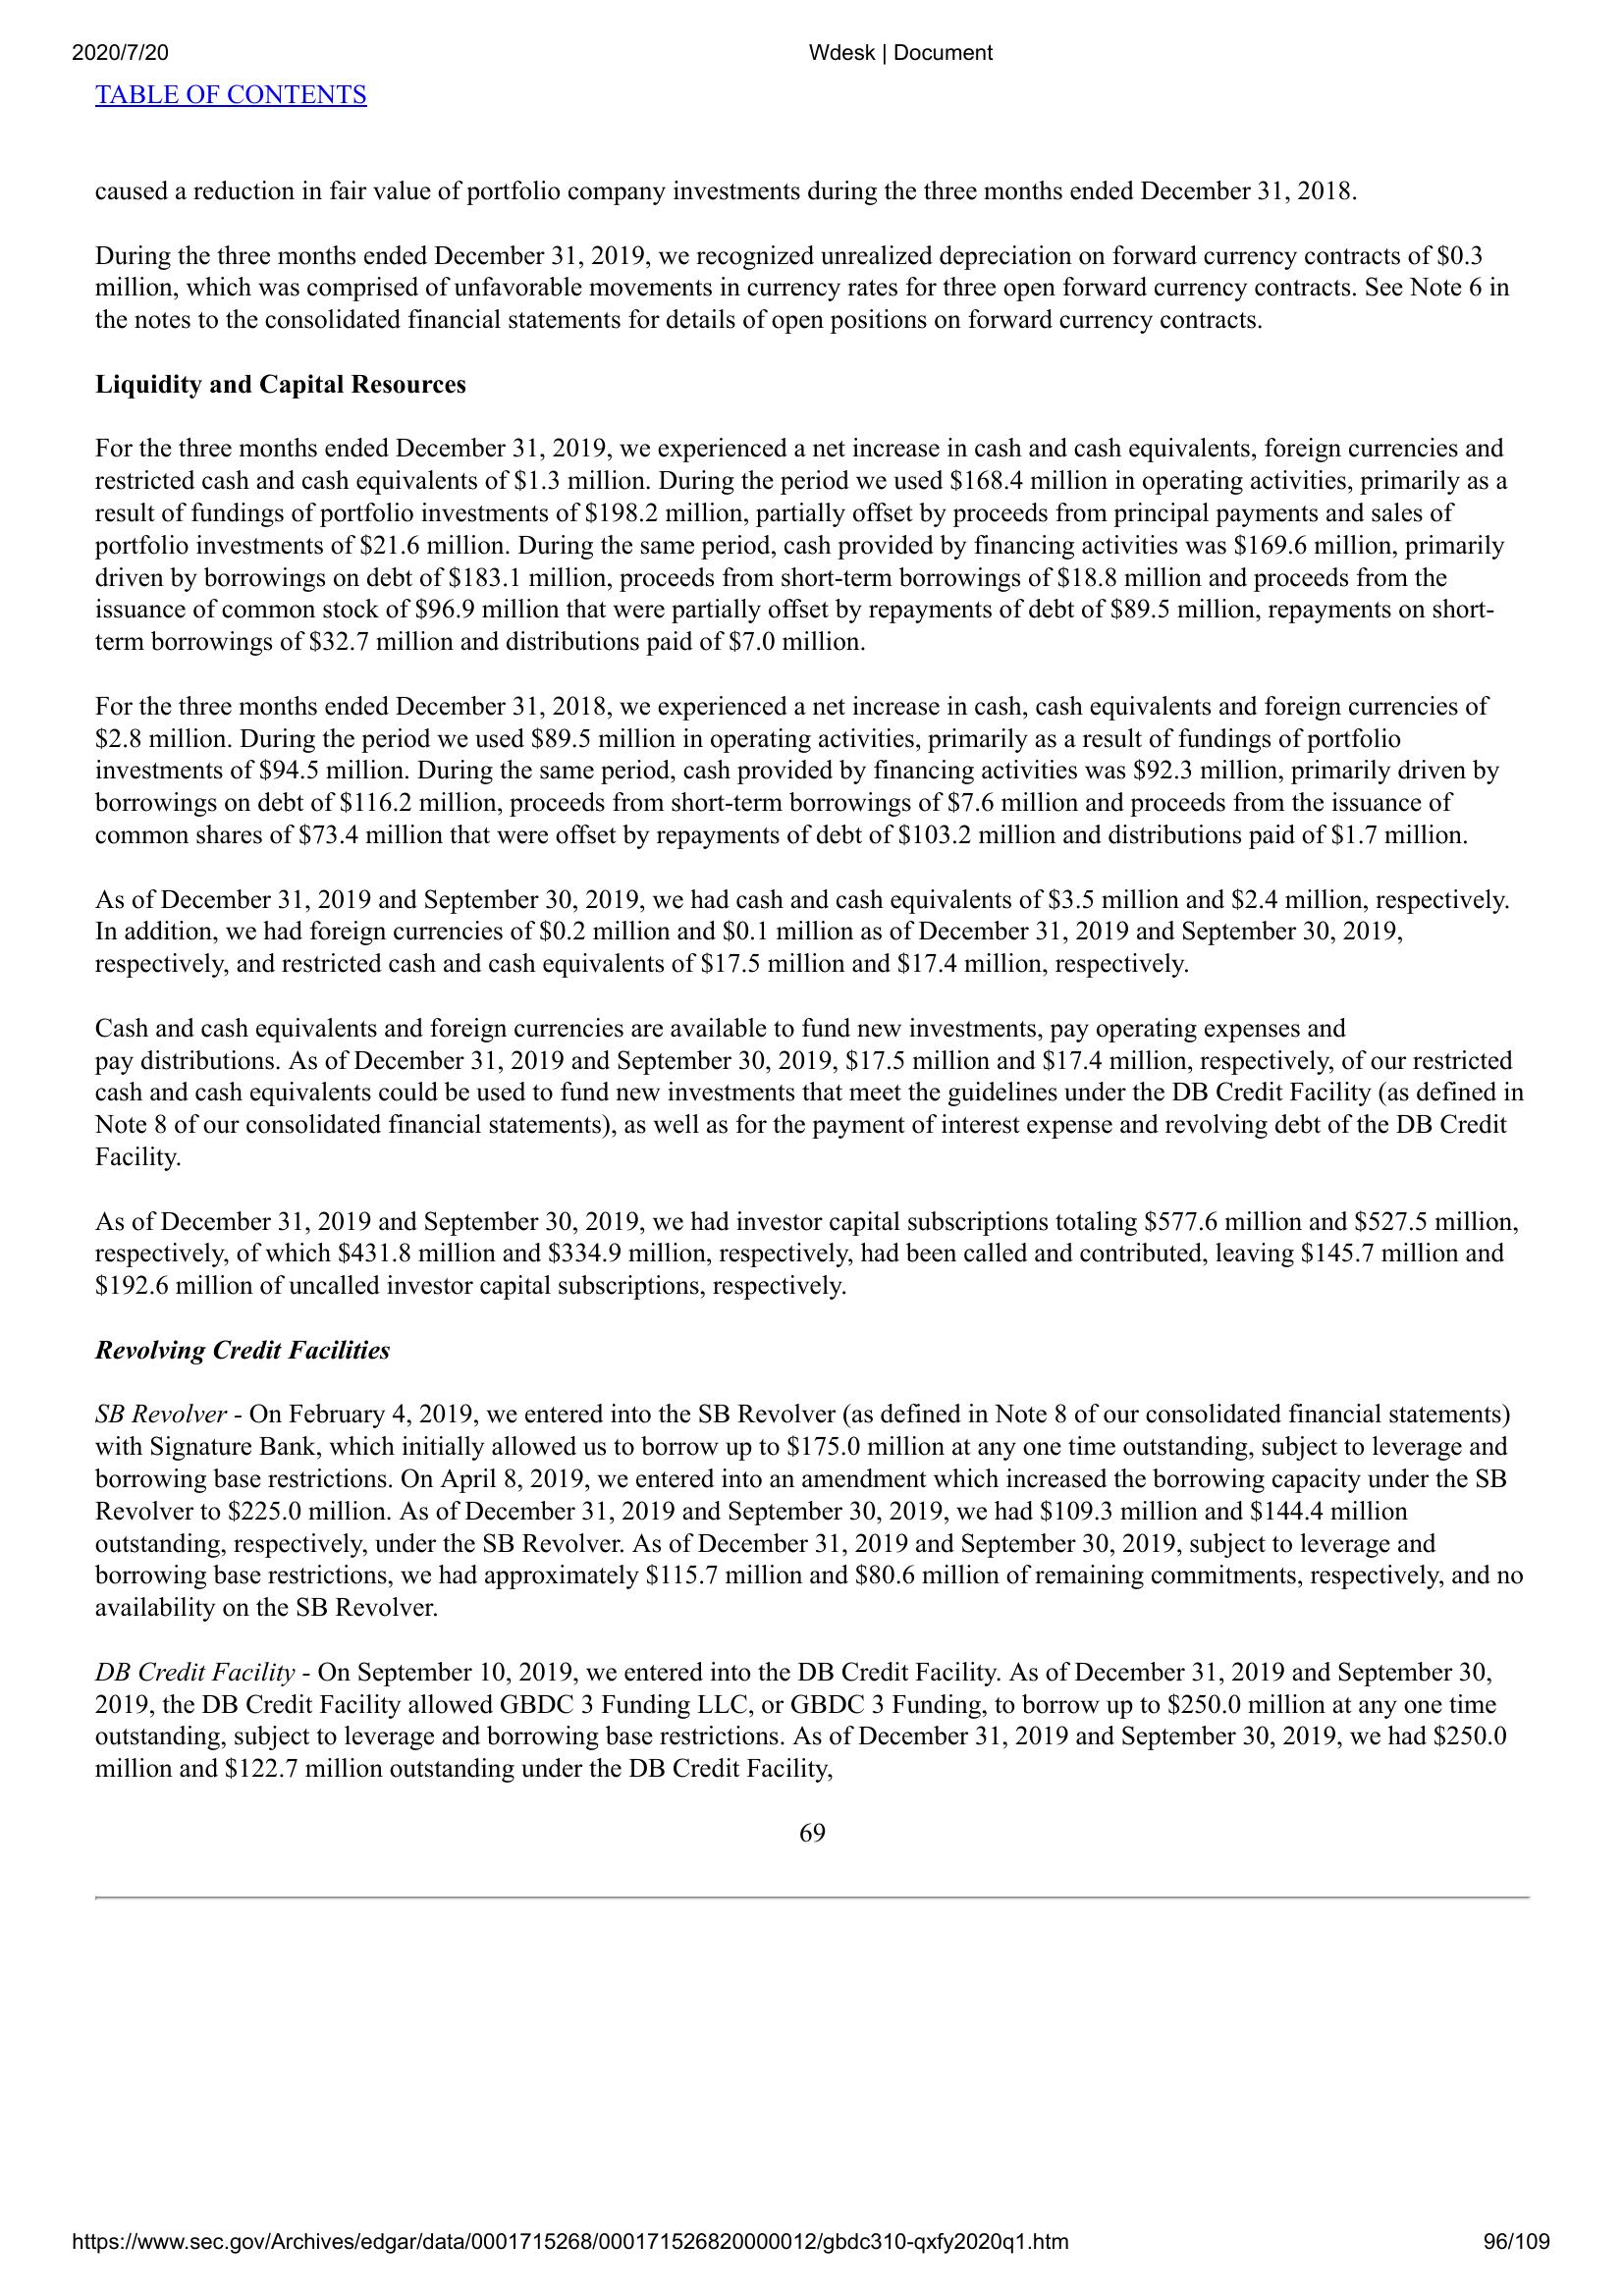 2020/7/20
Wdesk | Document
TABLE OF CONTENTS
caused a reduction in fair value of portfolio company investments during the three months ended December 31, 2018.
During the three months ended December 31, 2019, we recognized unrealized depreciation on forward currency contracts of $0.3
million, which was comprised of unfavorable movements in currency rates for three open forward currency contracts. See Note 6 in
the notes to the consolidated financial statements for details of open positions on forward currency contracts.
Liquidity and Capital Resources
For the three months ended December 31, 2019, we experienced a net increase in cash and cash equivalents, foreign currencies and
restricted cash and cash equivalents of $1.3 million. During the period we used $168.4 million in operating activities, primarily as a
result of fundings of portfolio investments of $198.2 million, partially offset by proceeds from principal payments and sales of
portfolio investments of $21.6 million. During the same period, cash provided by financing activities was $169.6 million, primarily
driven by borrowings on debt of $183.1 million, proceeds from short-term borrowings of $18.8 million and proceeds from the
issuance of common stock of $96.9 million that were partially offset by repayments of debt of $89.5 million, repayments on short-
term borrowings of $32.7 million and distributions paid of $7.0 million.
For the three months ended December 31, 2018, we experienced a net increase in cash, cash equivalents and foreign currencies of
$2.8 million. During the period we used $89.5 million in operating activities, primarily as a result of fundings of portfolio
investments of $94.5 million. During the same period, cash provided by financing activities was $92.3 million, primarily driven by
borrowings on debt of $116.2 million, proceeds from short-term borrowings of $7.6 million and proceeds from the issuance of
common shares of $73.4 million that were offset by repayments of debt of $103.2 million and distributions paid of $1.7 million.
As of December 31, 2019 and September 30, 2019, we had cash and cash equivalents of $3.5 million and $2.4 million, respectively.
In addition, we had foreign currencies of $0.2 million and $0.1 million as of December 31, 2019 and September 30, 2019,
respectively, and restricted cash and cash equivalents of $17.5 million and $17.4 million, respectively.
Cash and cash equivalents and foreign currencies are available to fund new investments, pay operating expenses and
pay distributions. As of December 31, 2019 and September 30, 2019, $17.5 million and $17.4 million, respectively, of our restricted
cash and cash equivalents could be used to fund new investments that meet the guidelines under the DB Credit Facility (as defined in
Note 8 of our consolidated financial statements), as well as for the payment of interest expense and revolving debt of the DB Credit
Facility.
As of December 31, 2019 and September 30, 2019, we had investor capital subscriptions totaling $577.6 million and $527.5 million,
respectively, of which $431.8 million and $334.9 million, respectively, had been called and contributed, leaving $145.7 million and
$192.6 million of uncalled investor capital subscriptions, respectively.
Revolving Credit Facilities
SB Revolver - On February 4, 2019, we entered into the SB Revolver (as defined in Note 8 of our consolidated financial statements)
with Signature Bank, which initially allowed us to borrow up to $175.0 million at any one time outstanding, subject to leverage and
borrowing base restrictions. On April 8, 2019, we entered into an amendment which increased the borrowing capacity under the SB
Revolver to $225.0 million. As of December 31, 2019 and September 30, 2019, we had $109.3 million and $144.4 million
outstanding, respectively, under the SB Revolver. As of December 31, 2019 and September 30, 2019, subject to leverage and
borrowing base restrictions, we had approximately $115.7 million and $80.6 million of remaining commitments, respectively, and no
availability on the SB Revolver.
DB Credit Facility - On September 10, 2019, we entered into the DB Credit Facility. As of December 31, 2019 and September 30,
2019, the DB Credit Facility allowed GBDC 3 Funding LLC, or GBDC 3 Funding, to borrow up to $250.0 million at any one time
outstanding, subject to leverage and borrowing base restrictions. As of December 31, 2019 and September 30, 2019, we had $250.0
million and $122.7 million outstanding under the DB Credit Facility,
69
https://www.sec.gov/Archives/edgar/data/0001715268/000171526820000012/gbdc310-qxfy2020q1.htm
96/109